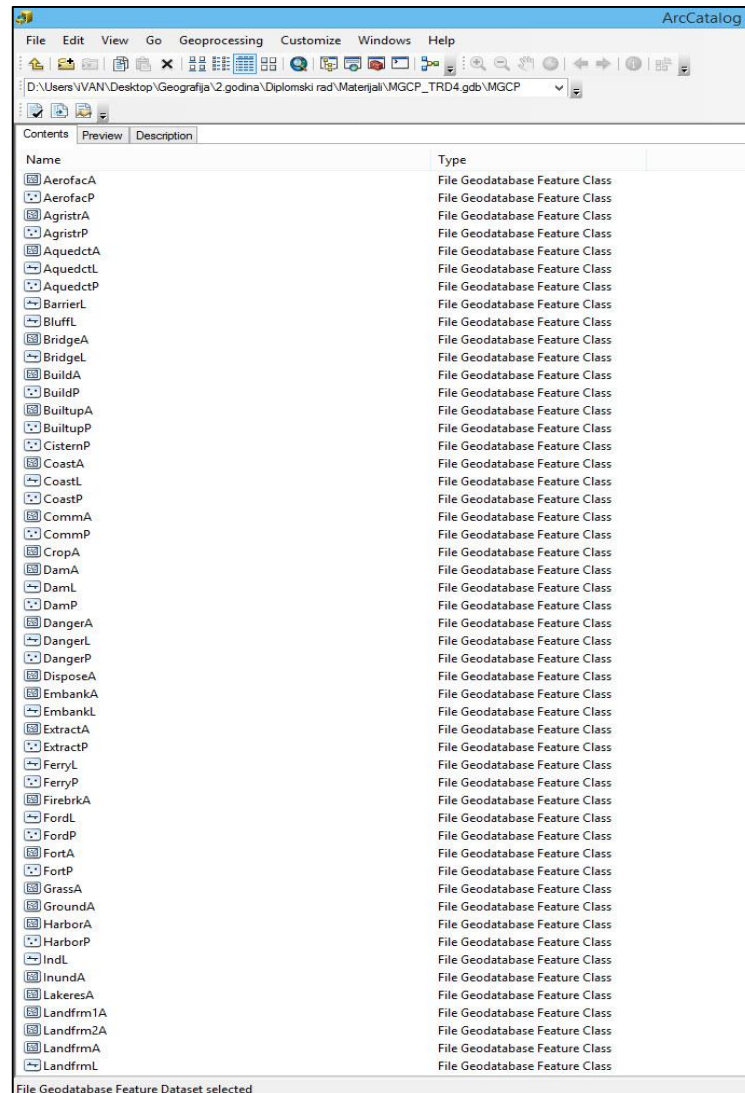 ArcCatalog
File Edit View Go Geoprocessing Customize Windows Help
D:\Users\IVAN\Desktop\Geografija\2.godina\Diplomski rad\Materijali\MGCP_TRD4.gdb\MGCP
Contents Preview Description
Name Type
AerofacA File Geodatabase Feature Class
AerofacP File Geodatabase Feature Class
AgristrA File Geodatabase Feature Class
AgristrP File Geodatabase Feature Class
AquedctA File Geodatabase Feature Class
AquedctL File Geodatabase Feature Class
AquedctP File Geodatabase Feature Class
BarrierL File Geodatabase Feature Class
BluffL File Geodatabase Feature Class
BridgeA File Geodatabase Feature Class
BridgeL File Geodatabase Feature Class
BuildA File Geodatabase Feature Class
BuildP File Geodatabase Feature Class
BuiltupA File Geodatabase Feature Class
BuiltupP File Geodatabase Feature Class
CisternP File Geodatabase Feature Class
CoastA File Geodatabase Feature Class
CoastL File Geodatabase Feature Class
CoastP File Geodatabase Feature Class
CommA File Geodatabase Feature Class
CommP File Geodatabase Feature Class
CropA File Geodatabase Feature Class
DamA File Geodatabase Feature Class
DamL File Geodatabase Feature Class
DamP File Geodatabase Feature Class
DangerA File Geodatabase Feature Class
DangerL File Geodatabase Feature Class
DangerP File Geodatabase Feature Class
DisposeA File Geodatabase Feature Class
EmbankA File Geodatabase Feature Class
EmbankL File Geodatabase Feature Class
ExtractA File Geodatabase Feature Class
ExtractP File Geodatabase Feature Class
FerryL File Geodatabase Feature Class
FerryP File Geodatabase Feature Class
FirebrkA File Geodatabase Feature Class
FordL File Geodatabase Feature Class
FordP File Geodatabase Feature Class
FortA File Geodatabase Feature Class
FortP File Geodatabase Feature Class
GrassA File Geodatabase Feature Class
GroundA File Geodatabase Feature Class
HarborA File Geodatabase Feature Class
HarborP File Geodatabase Feature Class
IndL File Geodatabase Feature Class
InundA File Geodatabase Feature Class
LakeresA File Geodatabase Feature Class
Landfrm1A File Geodatabase Feature Class
Landfrm2A File Geodatabase Feature Class
LandfrmA File Geodatabase Feature Class
LandfrmL File Geodatabase Feature Class
File Geodatabase Feature Dataset selected